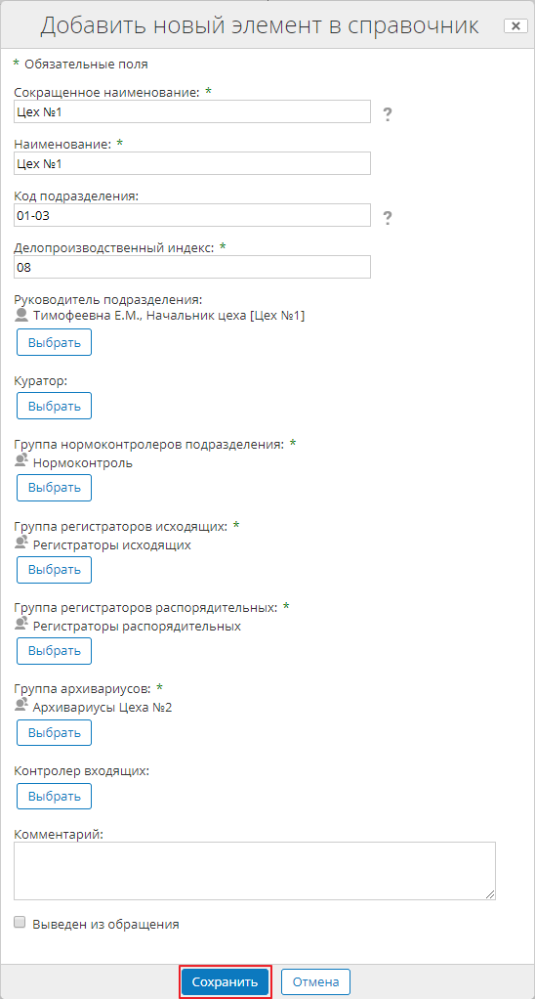 Добавить новый элемент в справочник
* Обязательные поля
Сокращенное наименование: *
Цех №1
?
Наименование: *
Цех №1
Код подразделения:
01-03
?
Делопроизводственный индекс: *
08
Руководитель подразделения:
Тимофеевна Е.М., Начальник цеха [Цех №1]
Выбрать
Куратор:
Выбрать
Группа нормоконтролеров подразделения: *
Нормоконтроль
Выбрать
Группа регистраторов исходящих: *
Регистраторы исходящих
Выбрать
Группа регистраторов распорядительных: *
Регистраторы распорядительных
Выбрать
Группа архивариусов: *
Архивариусы Цеха №2
Выбрать
Контролер входящих:
Выбрать
Комментарий:
Выведен из обращения
Сохранить Отмена